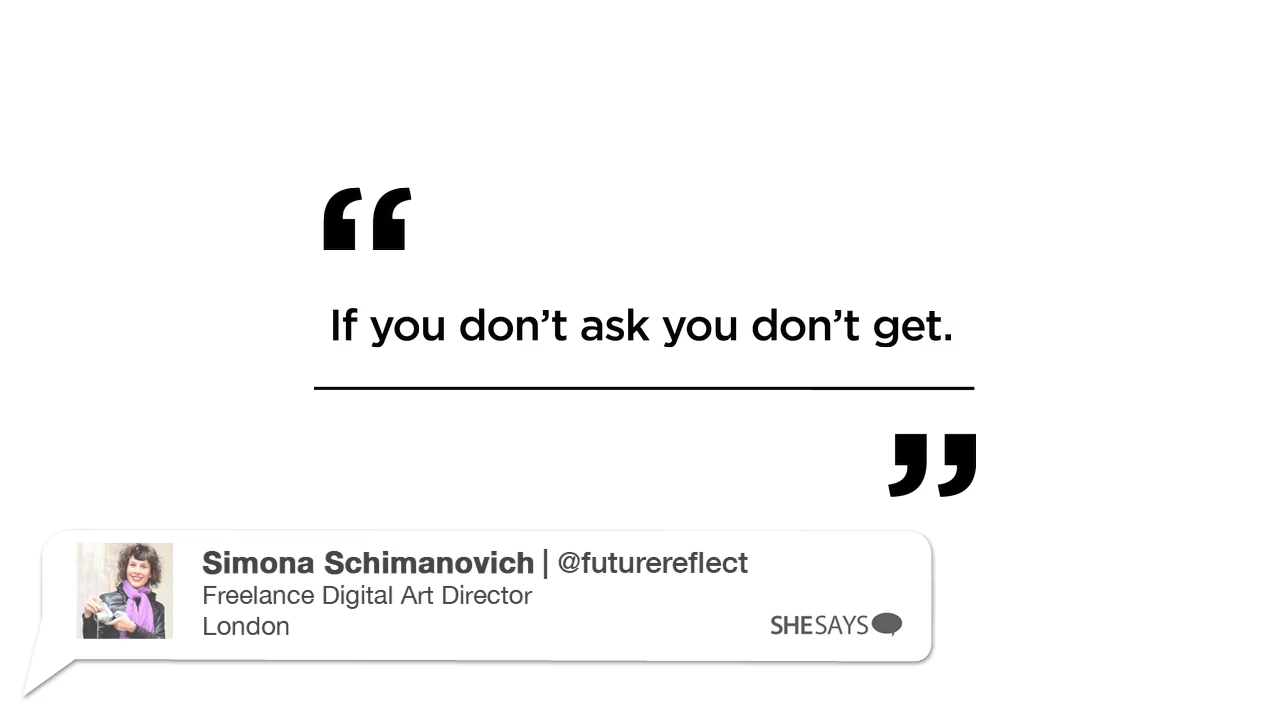 “
If you don’t ask you don’t get.
”
Simona Schimanovich | @futurereflect
Freelance Digital Art Director
London
SHESAYS